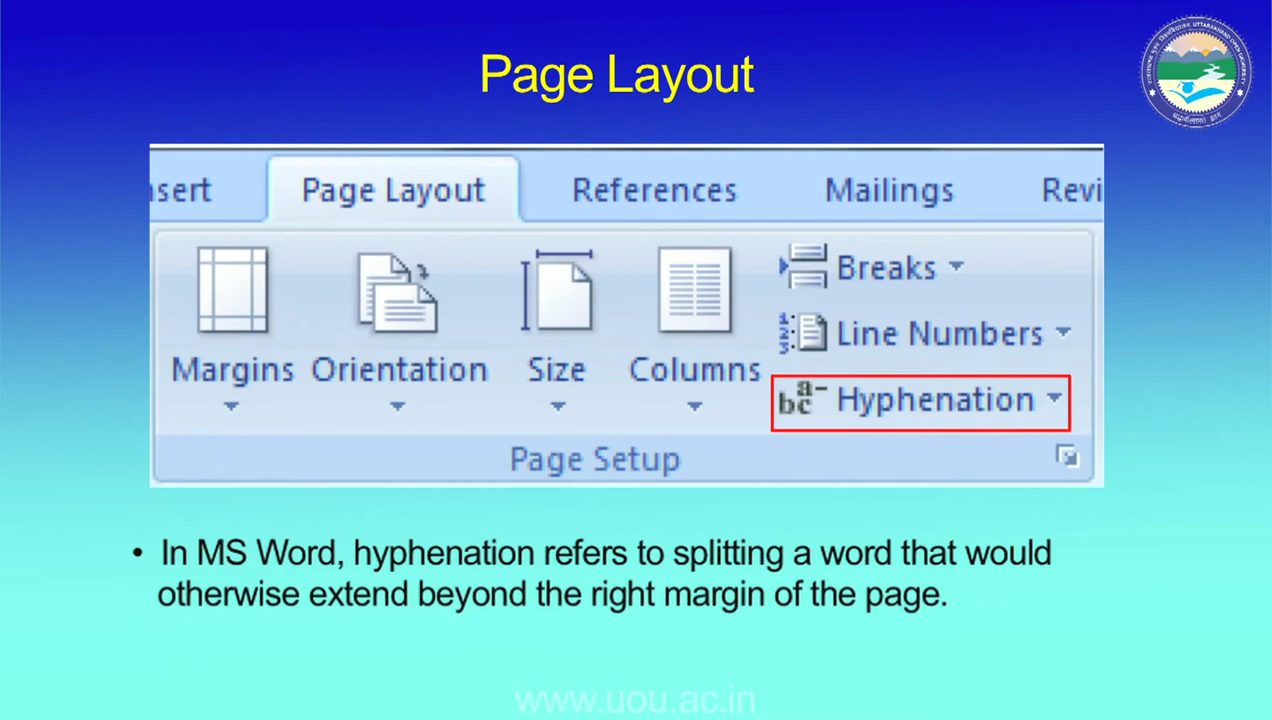 Page Layout
nsert Page Layout References Mailings Revi
Breaks
Line Numbers
Margins Orientation Size Columns
Hyphenation
Page Setup
• In MS Word, hyphenation refers to splitting a word that would
otherwise extend beyond the right margin of the page.
www.uou.ac.in